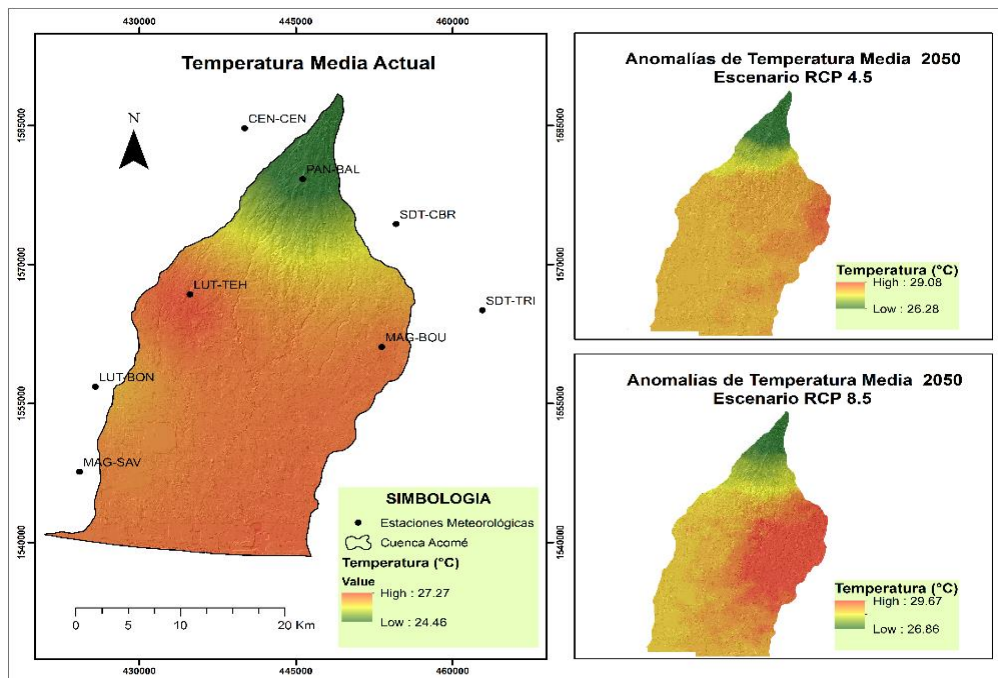 430000
445000
460000
Temperatura Media Actual
N
CEN-CEN
PAN-BAL
SDT-CBR
LUT-TEH
SDT-TRI
MAG-BOU
LUT-BON
MAG-SAV
1585000
1570000
1555000
1540000
1585000
1570000
1555000
1540000
SIMBOLOGIA
Estaciones Meteorológicas
Cuenca Acomé
Temperatura (°C)
Value
High : 27.27
Low : 24.46
0 5 10 20 Km
430000
445000
460000
Anomalías de Temperatura Media 2050
Escenario RCP 4.5
Temperatura (°C)
High : 29.08
Low : 26.28
Anomalías de Temperatura Media 2050
Escenario RCP 8.5
Temperatura (°C)
High : 29.67
Low : 26.86